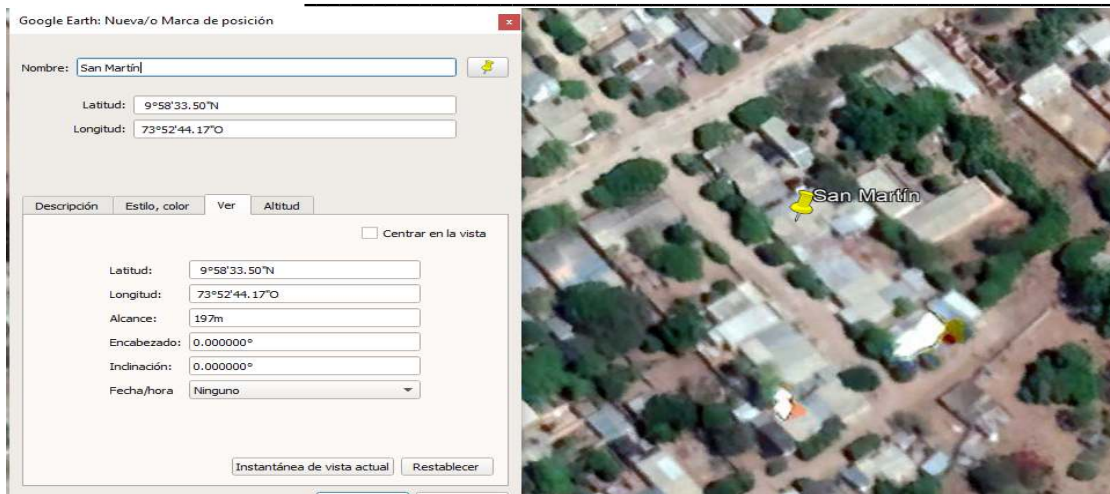 Google Earth: Nueva/o Marca de posición
x
Nombre: San Martín
Latitud: 9°58'33.50"N
Longitud: 73°52'44.17"O
Descripción Estilo, color Ver Altitud
Centrar en la vista
Latitud: 9°58'33.50"N
Longitud: 73°52'44.17"O
Alcance: 197m
Encabezado: 0.000000°
Inclinación: 0.000000°
Fecha/hora Ninguno
Instantánea de vista actual Restablecer
San Martín